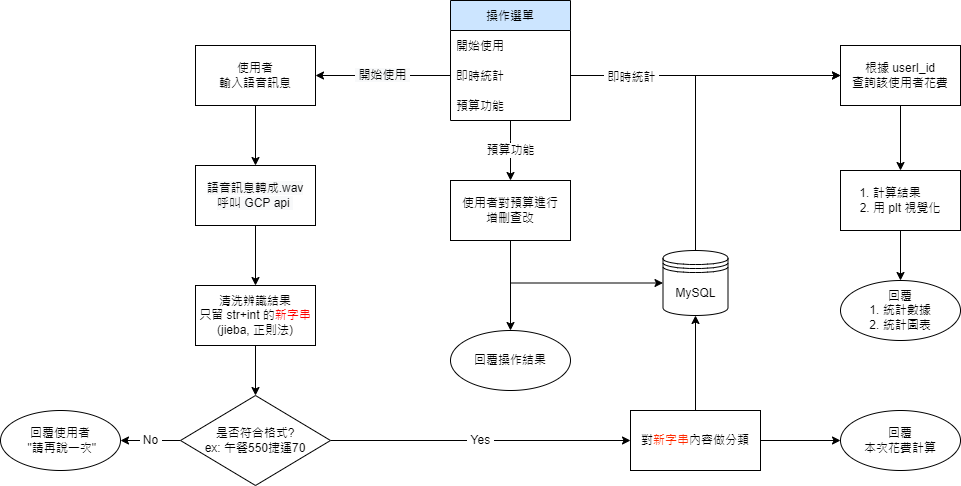 操作選單
開始使用
即時統計
預算功能
開始使用
即時統計
預算功能
使用者
輸入語音訊息
語音訊息轉成.wav
呼叫 GCP api
清洗辨識結果
只留 str+int 的新字串
(jieba, 正則法)
是否符合格式?
ex: 午餐550捷運70
No
回覆使用者
"請再說一次"
Yes
對新字串內容做分類
回覆
本次花費計算
使用者對預算進行
增刪查改
回覆操作結果
MySQL
根據 userl_id
查詢該使用者花費
1. 計算結果
2. 用 plt 視覺化
回覆
1. 統計數據
2. 統計圖表